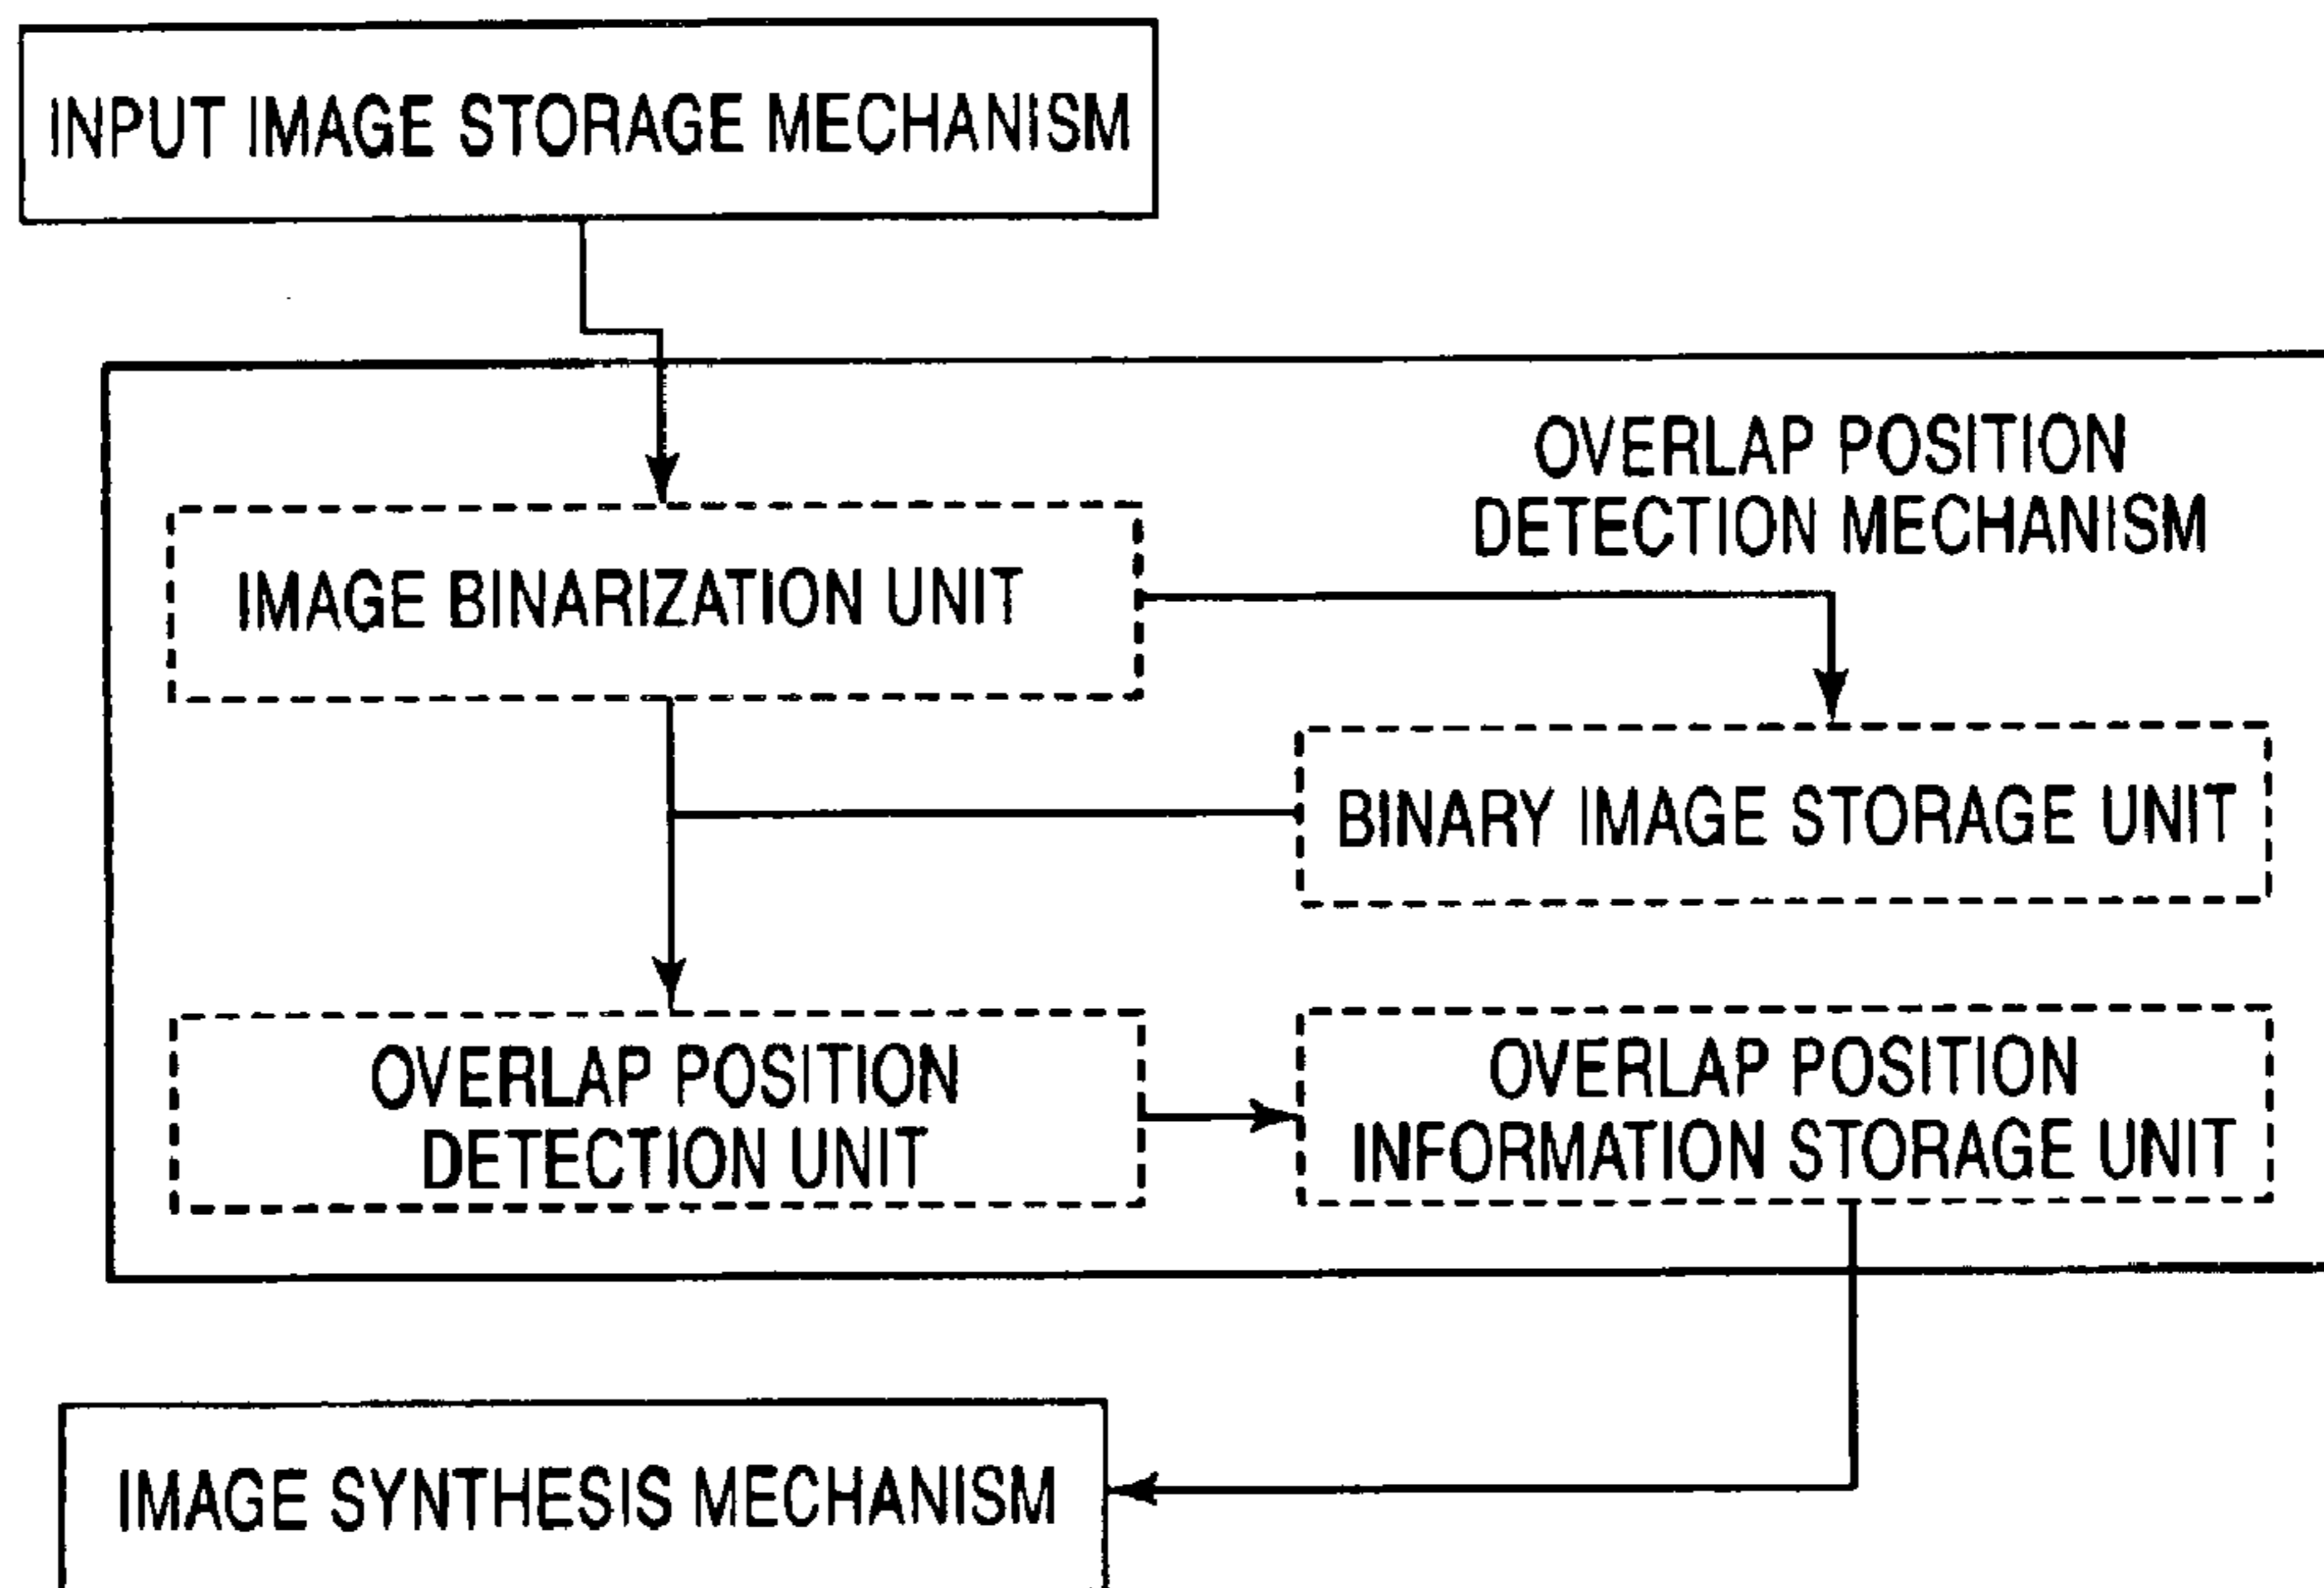 INPUT IMAGE STORAGE MECHANISM
OVERLAP POSITION
DETECTION MECHANISM
IMAGE BINARIZATION UNIT
BINARY IMAGE STORAGE UNIT
OVERLAP POSITION
DETECTION UNIT
OVERLAP POSITION
INFORMATION STORAGE UNIT
IMAGE SYNTHESIS MECHANISM